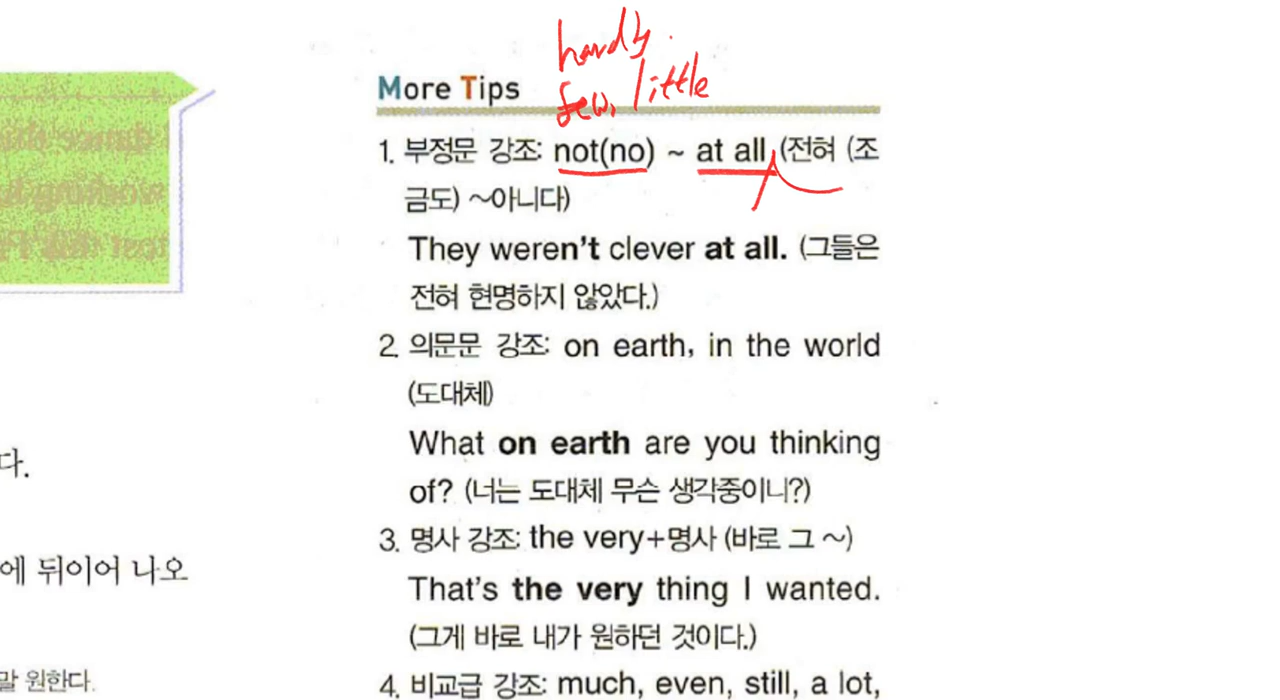 hardly.
few, little
More Tips
1. 부정문 강조: not(no) ~ at all (전혀 (조
금도) ~아니다)
They weren't clever at all. (그들은
전혀 현명하지 않았다.)
2. 의문문 강조: on earth, in the world
(도대체)
What on earth are you thinking
of? (너는 도대체 무슨 생각중이니?)
3. 명사 강조: the very+명사 (바로 그 ~)
That's the very thing I wanted.
(그게 바로 내가 원하던 것이다.)
4. 비교급 강조: much, even, still, a lot,
다.
에 뒤이어 나오
말 원한다.